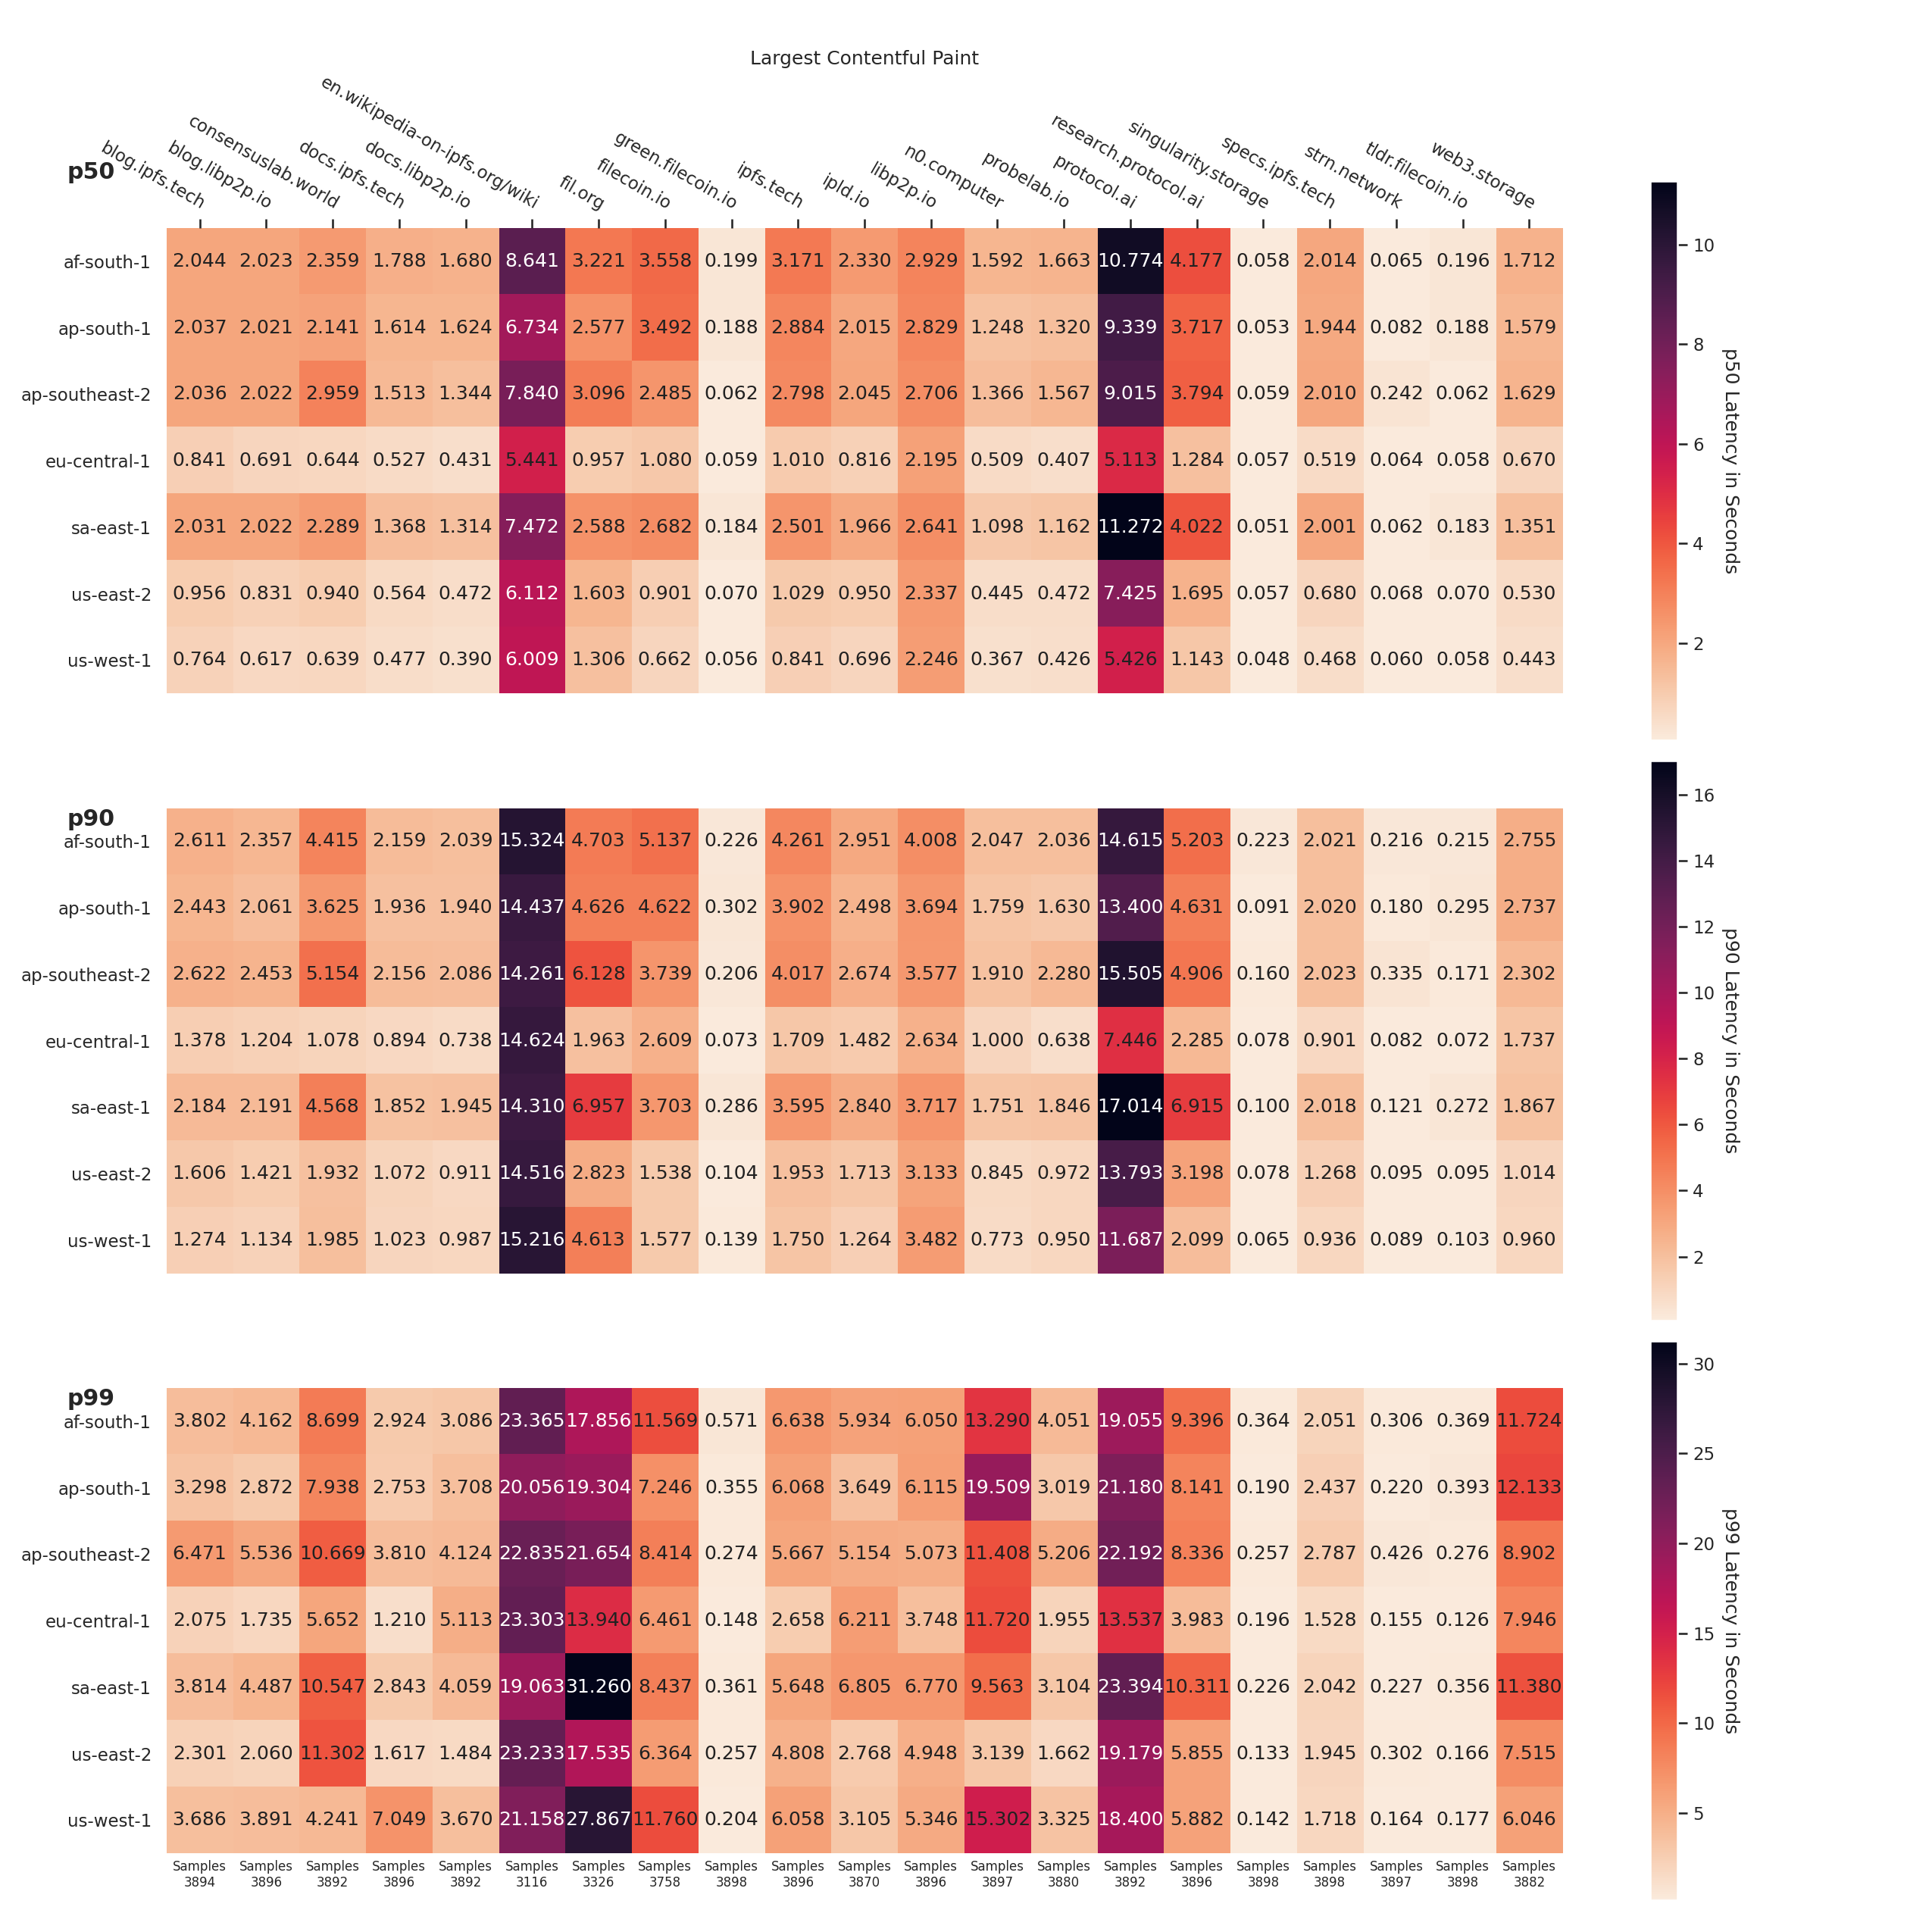 Largest Contentful Paint
p50
blog.ipfs.tech
blog.libp2p.io
consensuslab.world
docs.ipfs.tech
docs.libp2p.io
en.wikipedia-on-ipfs.org/wiki
fil.org
filecoin.io
green.filecoin.io
ipfs.tech
ipld.io
libp2p.io
n0.computer
probelab.io
protocol.ai
research.protocol.ai
singularity.storage
specs.ipfs.tech
strn.network
tldr.filecoin.io
web3.storage
af-south-1 2.044 2.023 2.359 1.788 1.680 8.641 3.221 3.558 0.199 3.171 2.330 2.929 1.592 1.663 10.774 4.177 0.058 2.014 0.065 0.196 1.712
ap-south-1 2.037 2.021 2.141 1.614 1.624 6.734 2.577 3.492 0.188 2.884 2.015 2.829 1.248 1.320 9.339 3.717 0.053 1.944 0.082 0.188 1.579
ap-southeast-2 2.036 2.022 2.959 1.513 1.344 7.840 3.096 2.485 0.062 2.798 2.045 2.706 1.366 1.567 9.015 3.794 0.059 2.010 0.242 0.062 1.629
eu-central-1 0.841 0.691 0.644 0.527 0.431 5.441 0.957 1.080 0.059 1.010 0.816 2.195 0.509 0.407 5.113 1.284 0.057 0.519 0.064 0.058 0.670
sa-east-1 2.031 2.022 2.289 1.368 1.314 7.472 2.588 2.682 0.184 2.501 1.966 2.641 1.098 1.162 11.272 4.022 0.051 2.001 0.062 0.183 1.351
us-east-2 0.956 0.831 0.940 0.564 0.472 6.112 1.603 0.901 0.070 1.029 0.950 2.337 0.445 0.472 7.425 1.695 0.057 0.680 0.068 0.070 0.530
us-west-1 0.764 0.617 0.639 0.477 0.390 6.009 1.306 0.662 0.056 0.841 0.696 2.246 0.367 0.426 5.426 1.143 0.048 0.468 0.060 0.058 0.443
10
8
6
4
2
p50 Latency in Seconds
p90
af-south-1 2.611 2.357 4.415 2.159 2.039 15.324 4.703 5.137 0.226 4.261 2.951 4.008 2.047 2.036 14.615 5.203 0.223 2.021 0.216 0.215 2.755
ap-south-1 2.443 2.061 3.625 1.936 1.940 14.437 4.626 4.622 0.302 3.902 2.498 3.694 1.759 1.630 13.400 4.631 0.091 2.020 0.180 0.295 2.737
ap-southeast-2 2.622 2.453 5.154 2.156 2.086 14.261 6.128 3.739 0.206 4.017 2.674 3.577 1.910 2.280 15.505 4.906 0.160 2.023 0.335 0.171 2.302
eu-central-1 1.378 1.204 1.078 0.894 0.738 14.624 1.963 2.609 0.073 1.709 1.482 2.634 1.000 0.638 7.446 2.285 0.078 0.901 0.082 0.072 1.737
sa-east-1 2.184 2.191 4.568 1.852 1.945 14.310 6.957 3.703 0.286 3.595 2.840 3.717 1.751 1.846 17.014 6.915 0.100 2.018 0.121 0.272 1.867
us-east-2 1.606 1.421 1.932 1.072 0.911 14.516 2.823 1.538 0.104 1.953 1.713 3.133 0.845 0.972 13.793 3.198 0.078 1.268 0.095 0.095 1.014
us-west-1 1.274 1.134 1.985 1.023 0.987 15.216 4.613 1.577 0.139 1.750 1.264 3.482 0.773 0.950 11.687 2.099 0.065 0.936 0.089 0.103 0.960
16
14
12
10
8
6
4
2
p90 Latency in Seconds
p99
af-south-1 3.802 4.162 8.699 2.924 3.086 23.365 17.856 11.569 0.571 6.638 5.934 6.050 13.290 4.051 19.055 9.396 0.364 2.051 0.306 0.369 11.724
ap-south-1 3.298 2.872 7.938 2.753 3.708 20.056 19.304 7.246 0.355 6.068 3.649 6.115 19.509 3.019 21.180 8.141 0.190 2.437 0.220 0.393 12.133
ap-southeast-2 6.471 5.536 10.669 3.810 4.124 22.835 21.654 8.414 0.274 5.667 5.154 5.073 11.408 5.206 22.192 8.336 0.257 2.787 0.426 0.276 8.902
eu-central-1 2.075 1.735 5.652 1.210 5.113 23.303 13.940 6.461 0.148 2.658 6.211 3.748 11.720 1.955 13.537 3.983 0.196 1.528 0.155 0.126 7.946
sa-east-1 3.814 4.487 10.547 2.843 4.059 19.063 31.260 8.437 0.361 5.648 6.805 6.770 9.563 3.104 23.394 10.311 0.226 2.042 0.227 0.356 11.380
us-east-2 2.301 2.060 11.302 1.617 1.484 23.233 17.535 6.364 0.257 4.808 2.768 4.948 3.139 1.662 19.179 5.855 0.133 1.945 0.302 0.166 7.515
us-west-1 3.686 3.891 4.241 7.049 3.670 21.158 27.867 11.760 0.204 6.058 3.105 5.346 15.302 3.325 18.400 5.882 0.142 1.718 0.164 0.177 6.046
30
25
20
15
10
5
p99 Latency in Seconds
Samples Samples Samples Samples Samples Samples Samples Samples Samples Samples Samples Samples Samples Samples Samples Samples Samples Samples Samples Samples Samples
3894 3896 3892 3896 3892 3116 3326 3758 3898 3896 3870 3896 3897 3880 3892 3896 3898 3898 3897 3898 3882